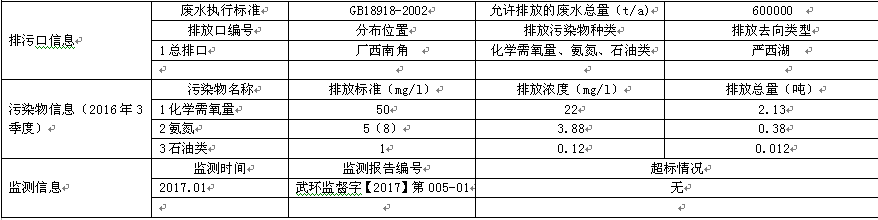 排污口信息
废水执行标准 GB18918-2002 允许排放的废水总量（t/a） 600000
排放口编号 分布位置 排放污染物种类 排放去向类型
1 总排口 厂西南角 化学需氧量、氨氮、石油类 严西湖
污染物信息（2016 年 3 季度）
污染物名称 排放标准（mg/l） 排放浓度（mg/l） 排放总量（吨）
1 化学需氧量 50 22 2.13
2 氨氮 5（8） 3.88 0.38
3 石油类 1 0.12 0.012
监测信息
监测时间 监测报告编号 超标情况
2017.01 武环监督字【2017】第 005-01 无